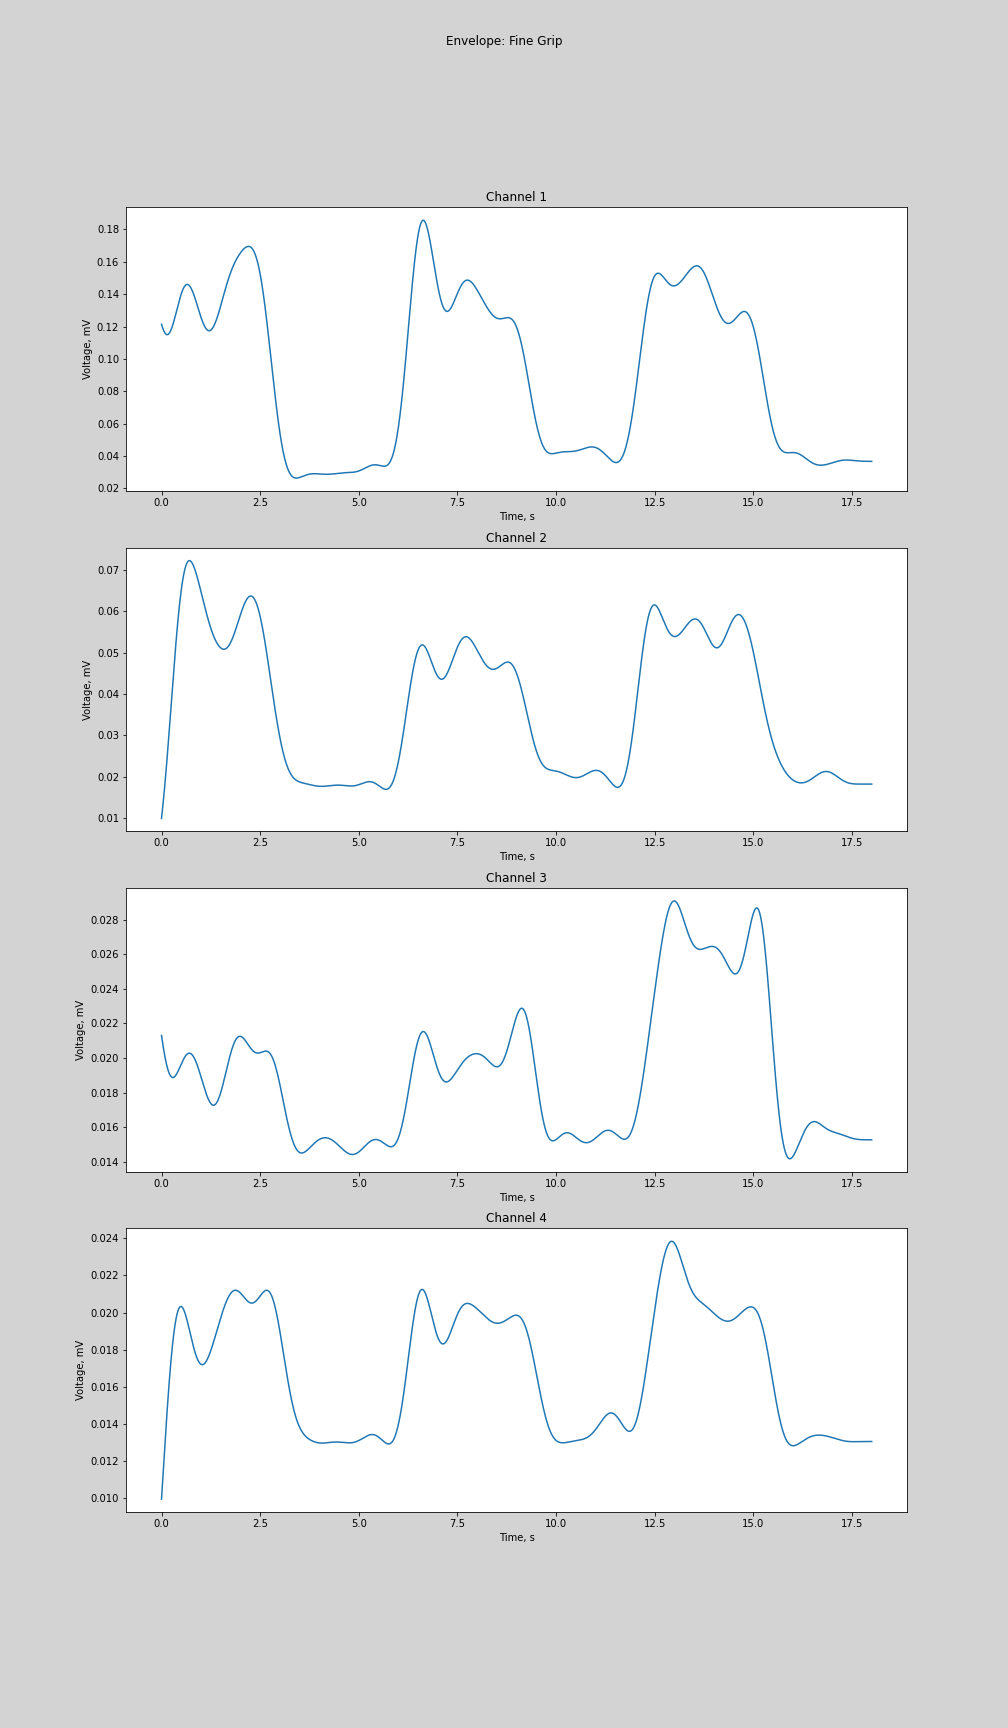 Envelope: Fine Grip
Channel 1
0.18
0.16
0.14
0.12
0.10
0.08
0.06
0.04
0.02
Voltage, mV
0.0 2.5 5.0 7.5 10.0 12.5 15.0 17.5
Time, s
Channel 2
0.07
0.06
0.05
0.04
0.03
0.02
0.01
Voltage, mV
0.0 2.5 5.0 7.5 10.0 12.5 15.0 17.5
Time, s
Channel 3
0.028
0.026
0.024
0.022
0.020
0.018
0.016
0.014
Voltage, mV
0.0 2.5 5.0 7.5 10.0 12.5 15.0 17.5
Time, s
Channel 4
0.024
0.022
0.020
0.018
0.016
0.014
0.012
0.010
Voltage, mV
0.0 2.5 5.0 7.5 10.0 12.5 15.0 17.5
Time, s